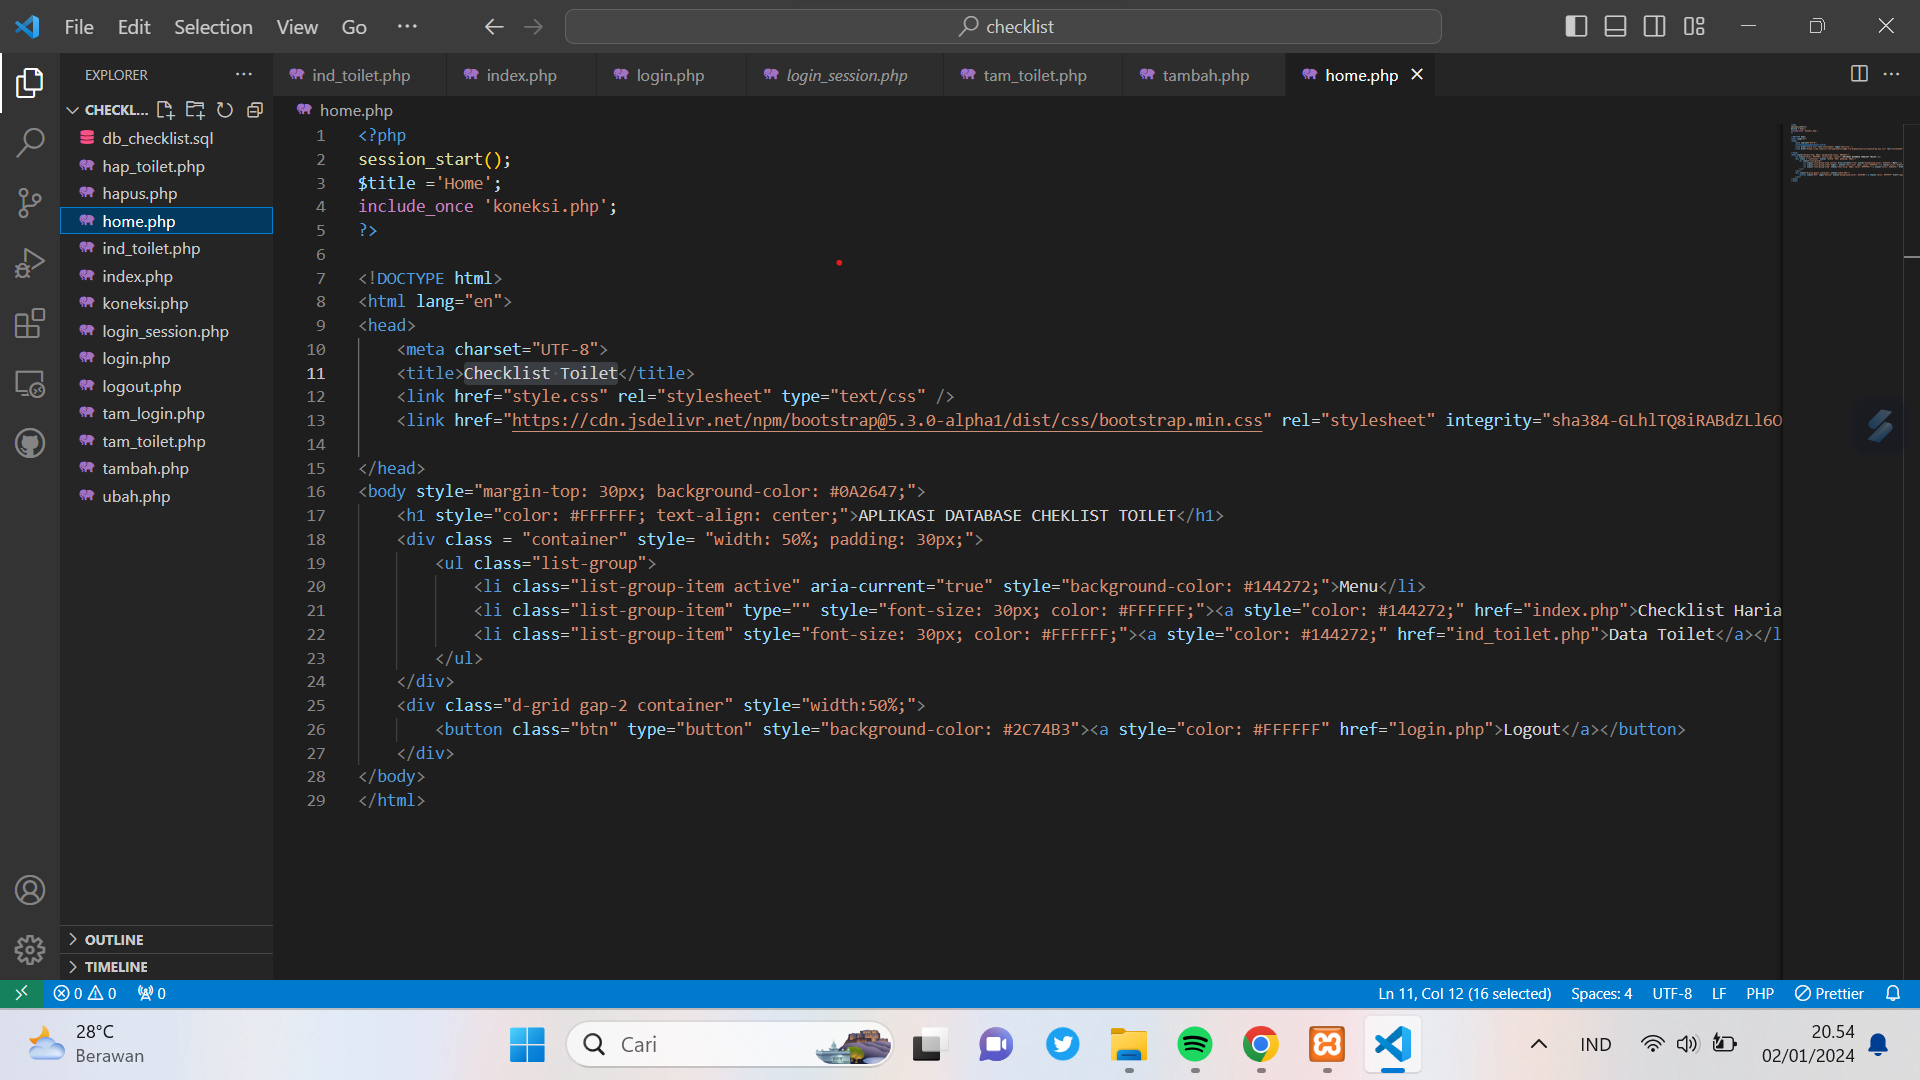 File Edit Selection View Go ···
checklist
EXPLORER ···
CHECKL...
db_checklist.sql
hap_toilet.php
hapus.php
home.php
ind_toilet.php
index.php
koneksi.php
login_session.php
login.php
logout.php
tam_login.php
tam_toilet.php
tambah.php
ubah.php
OUTLINE
TIMELINE
ind_toilet.php index.php login.php login_session.php tam_toilet.php tambah.php home.php
home.php
1 <?php
2 session_start();
3 $title ='Home';
4 include_once 'koneksi.php';
5 ?>
6
7 <!DOCTYPE html>
8 <html lang="en">
9 <head>
10 <meta charset="UTF-8">
11 <title>Checklist·Toilet</title>
12 <link href="style.css" rel="stylesheet" type="text/css" />
13 <link href="https://cdn.jsdelivr.net/npm/bootstrap@5.3.0-alpha1/dist/css/bootstrap.min.css" rel="stylesheet" integrity="sha384-GLhlTQ8iRABdZLl6O
14
15 </head>
16 <body style="margin-top: 30px; background-color: #0A2647;">
17 <h1 style="color: #FFFFFF; text-align: center;">APLIKASI DATABASE CHEKLIST TOILET</h1>
18 <div class = "container" style= "width: 50%; padding: 30px;">
19 <ul class="list-group">
20 <li class="list-group-item active" aria-current="true" style="background-color: #144272;">Menu</li>
21 <li class="list-group-item" type="" style="font-size: 30px; color: #FFFFFF;"><a style="color: #144272;" href="index.php">Checklist Haria
22 <li class="list-group-item" style="font-size: 30px; color: #FFFFFF;"><a style="color: #144272;" href="ind_toilet.php">Data Toilet</a></l
23 </ul>
24 </div>
25 <div class="d-grid gap-2 container" style="width:50%;">
26 <button class="btn" type="button" style="background-color: #2C74B3"><a style="color: #FFFFFF" href="login.php">Logout</a></button>
27 </div>
28 </body>
29 </html>
0 0 0
Ln 11, Col 12 (16 selected) Spaces: 4 UTF-8 LF PHP Prettier
28°C
Berawan
Cari
IND
20.54
02/01/2024